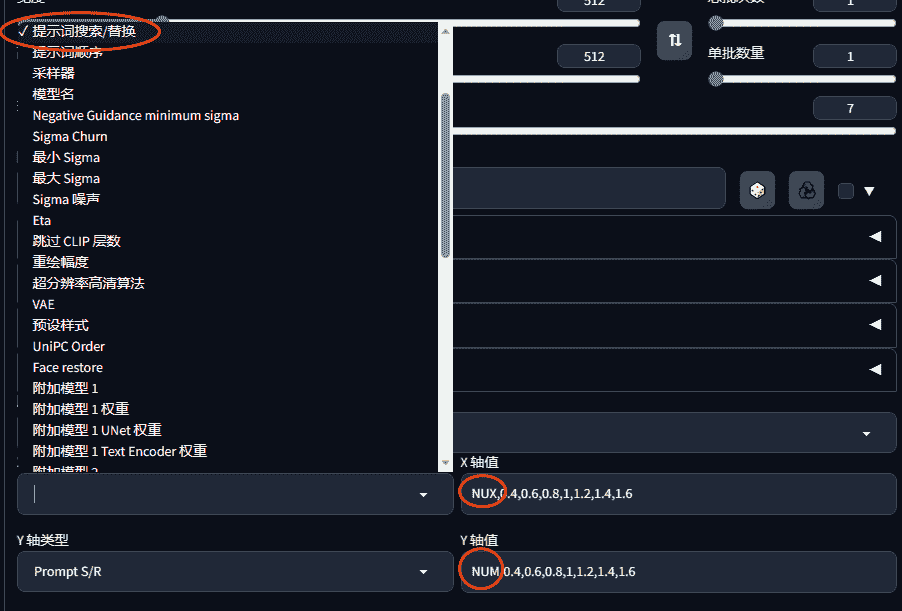 512
1
✓ 提示词搜索/替换
提示词顺序
512
单批数量
1
采样器
模型名
7
Negative Guidance minimum sigma
Sigma Churn
最小 Sigma
最大 Sigma
Sigma 噪声
Eta
跳过 CLIP 层数
重绘幅度
超分辨率高清算法
VAE
预设样式
UniPC Order
Face restore
附加模型 1
附加模型 1 权重
附加模型 1 UNet 权重
附加模型 1 Text Encoder 权重
附加模型 2
X 轴值
NUX,0.4,0.6,0.8,1,1.2,1.4,1.6
Y 轴类型
Y 轴值
Prompt S/R
NUM,0.4,0.6,0.8,1,1.2,1.4,1.6